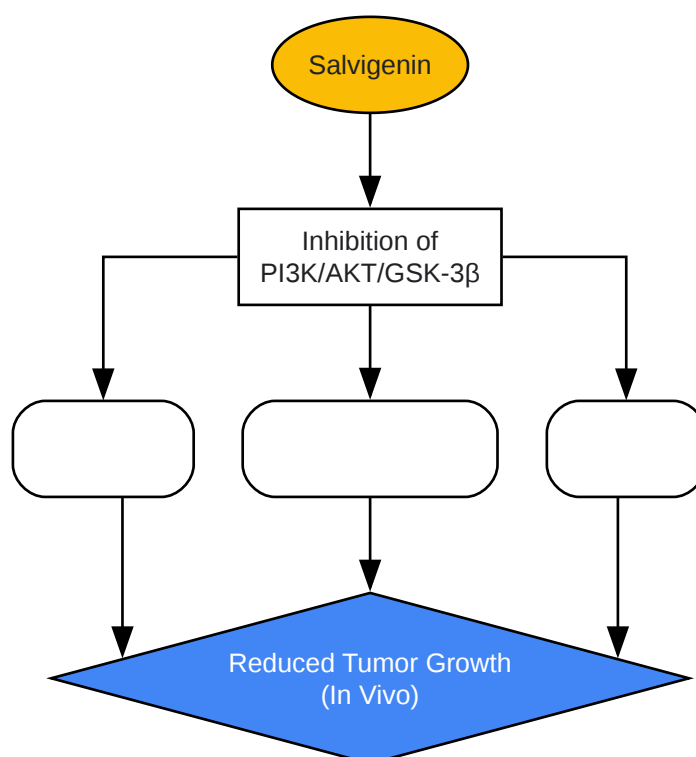 Salvigenin
Inhibition of
PI3K/AKT/GSK-3β
Reduced Tumor Growth
(In Vivo)